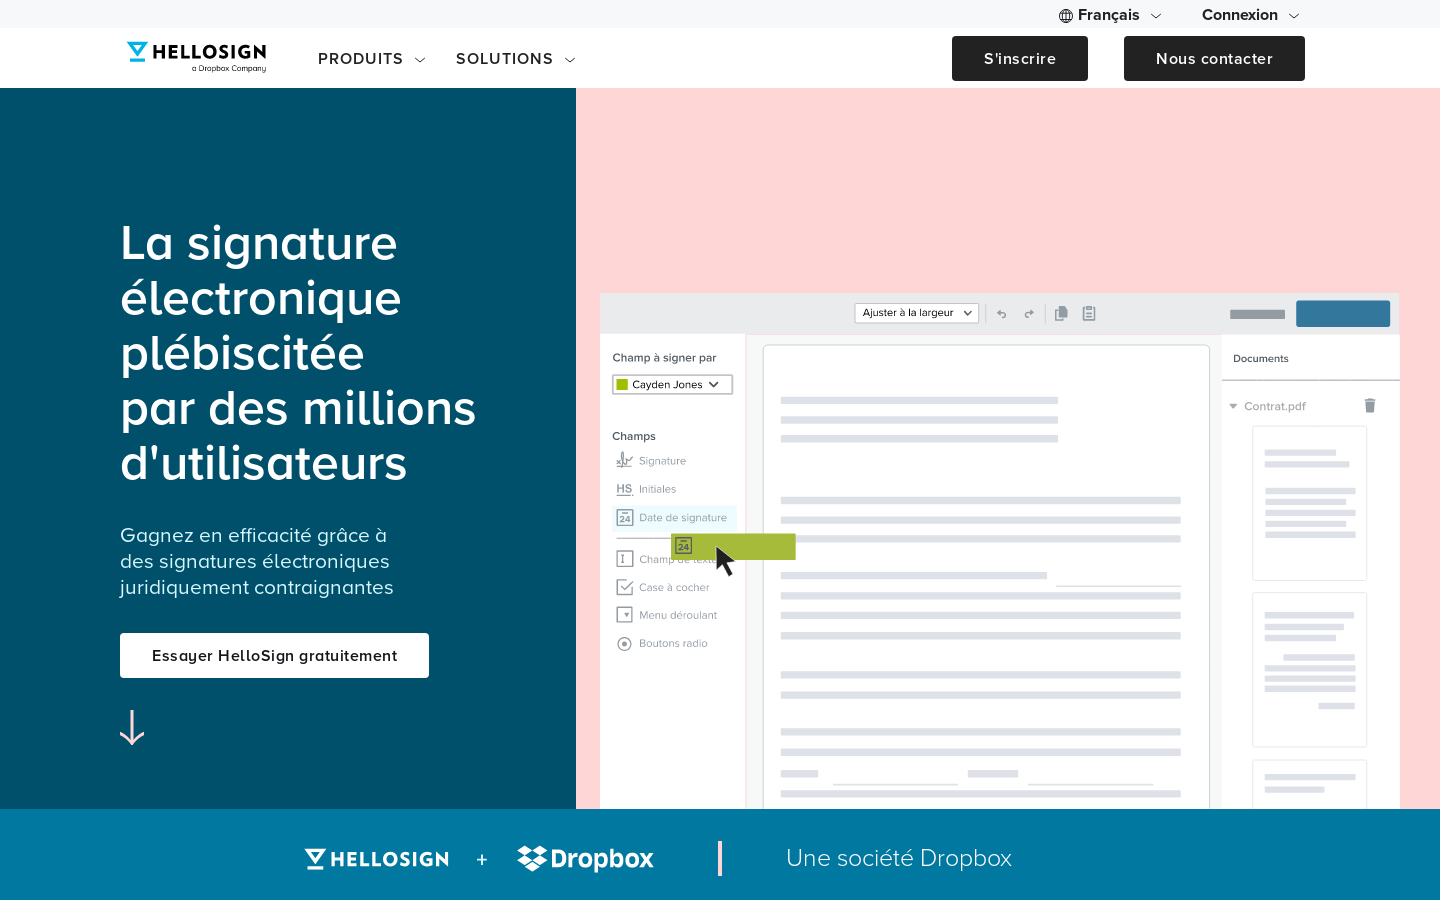 Français
Connexion
HELLOSIGN
a Dropbox Company
PRODUITS
SOLUTIONS
S'inscrire
Nous contacter
La signature
électronique
plébiscitée
par des millions
d'utilisateurs
Gagnez en efficacité grâce à
des signatures électroniques
juridiquement contraignantes
Essayer HelloSign gratuitement
Ajuster à la largeur
Champ à signer par
Cayden Jones
Champs
Signature
HS Initiales
24 Date de signature
24
Champ de texte
Case à cocher
Menu déroulant
Boutons radio
Documents
Contrat.pdf
HELLOSIGN + Dropbox
Une société Dropbox